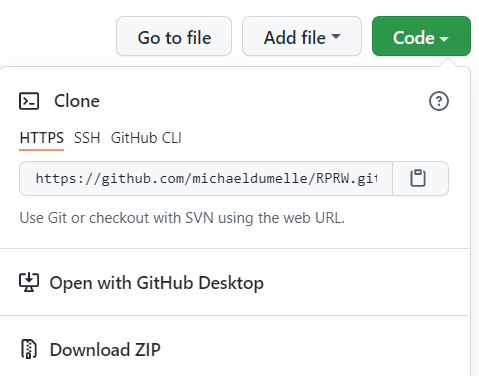 Go to file Add file Code
Clone
HTTPS SSH GitHub CLI
https://github.com/michaeldumelle/RPRW.git
Use Git or checkout with SVN using the web URL.
Open with GitHub Desktop
Download ZIP